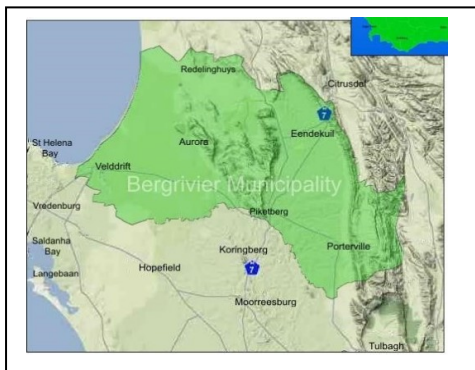 Redelinghuys
Citrusdal
7
Eendekuil
St Helena
Bay
Aurora
Velddrift
Bergrivier Municipality
Vredenburg
Piketberg
Saldanha
Bay
Koringberg
Porterville
Langebaan
Hopefield
7
Moorreesburg
Tulbagh